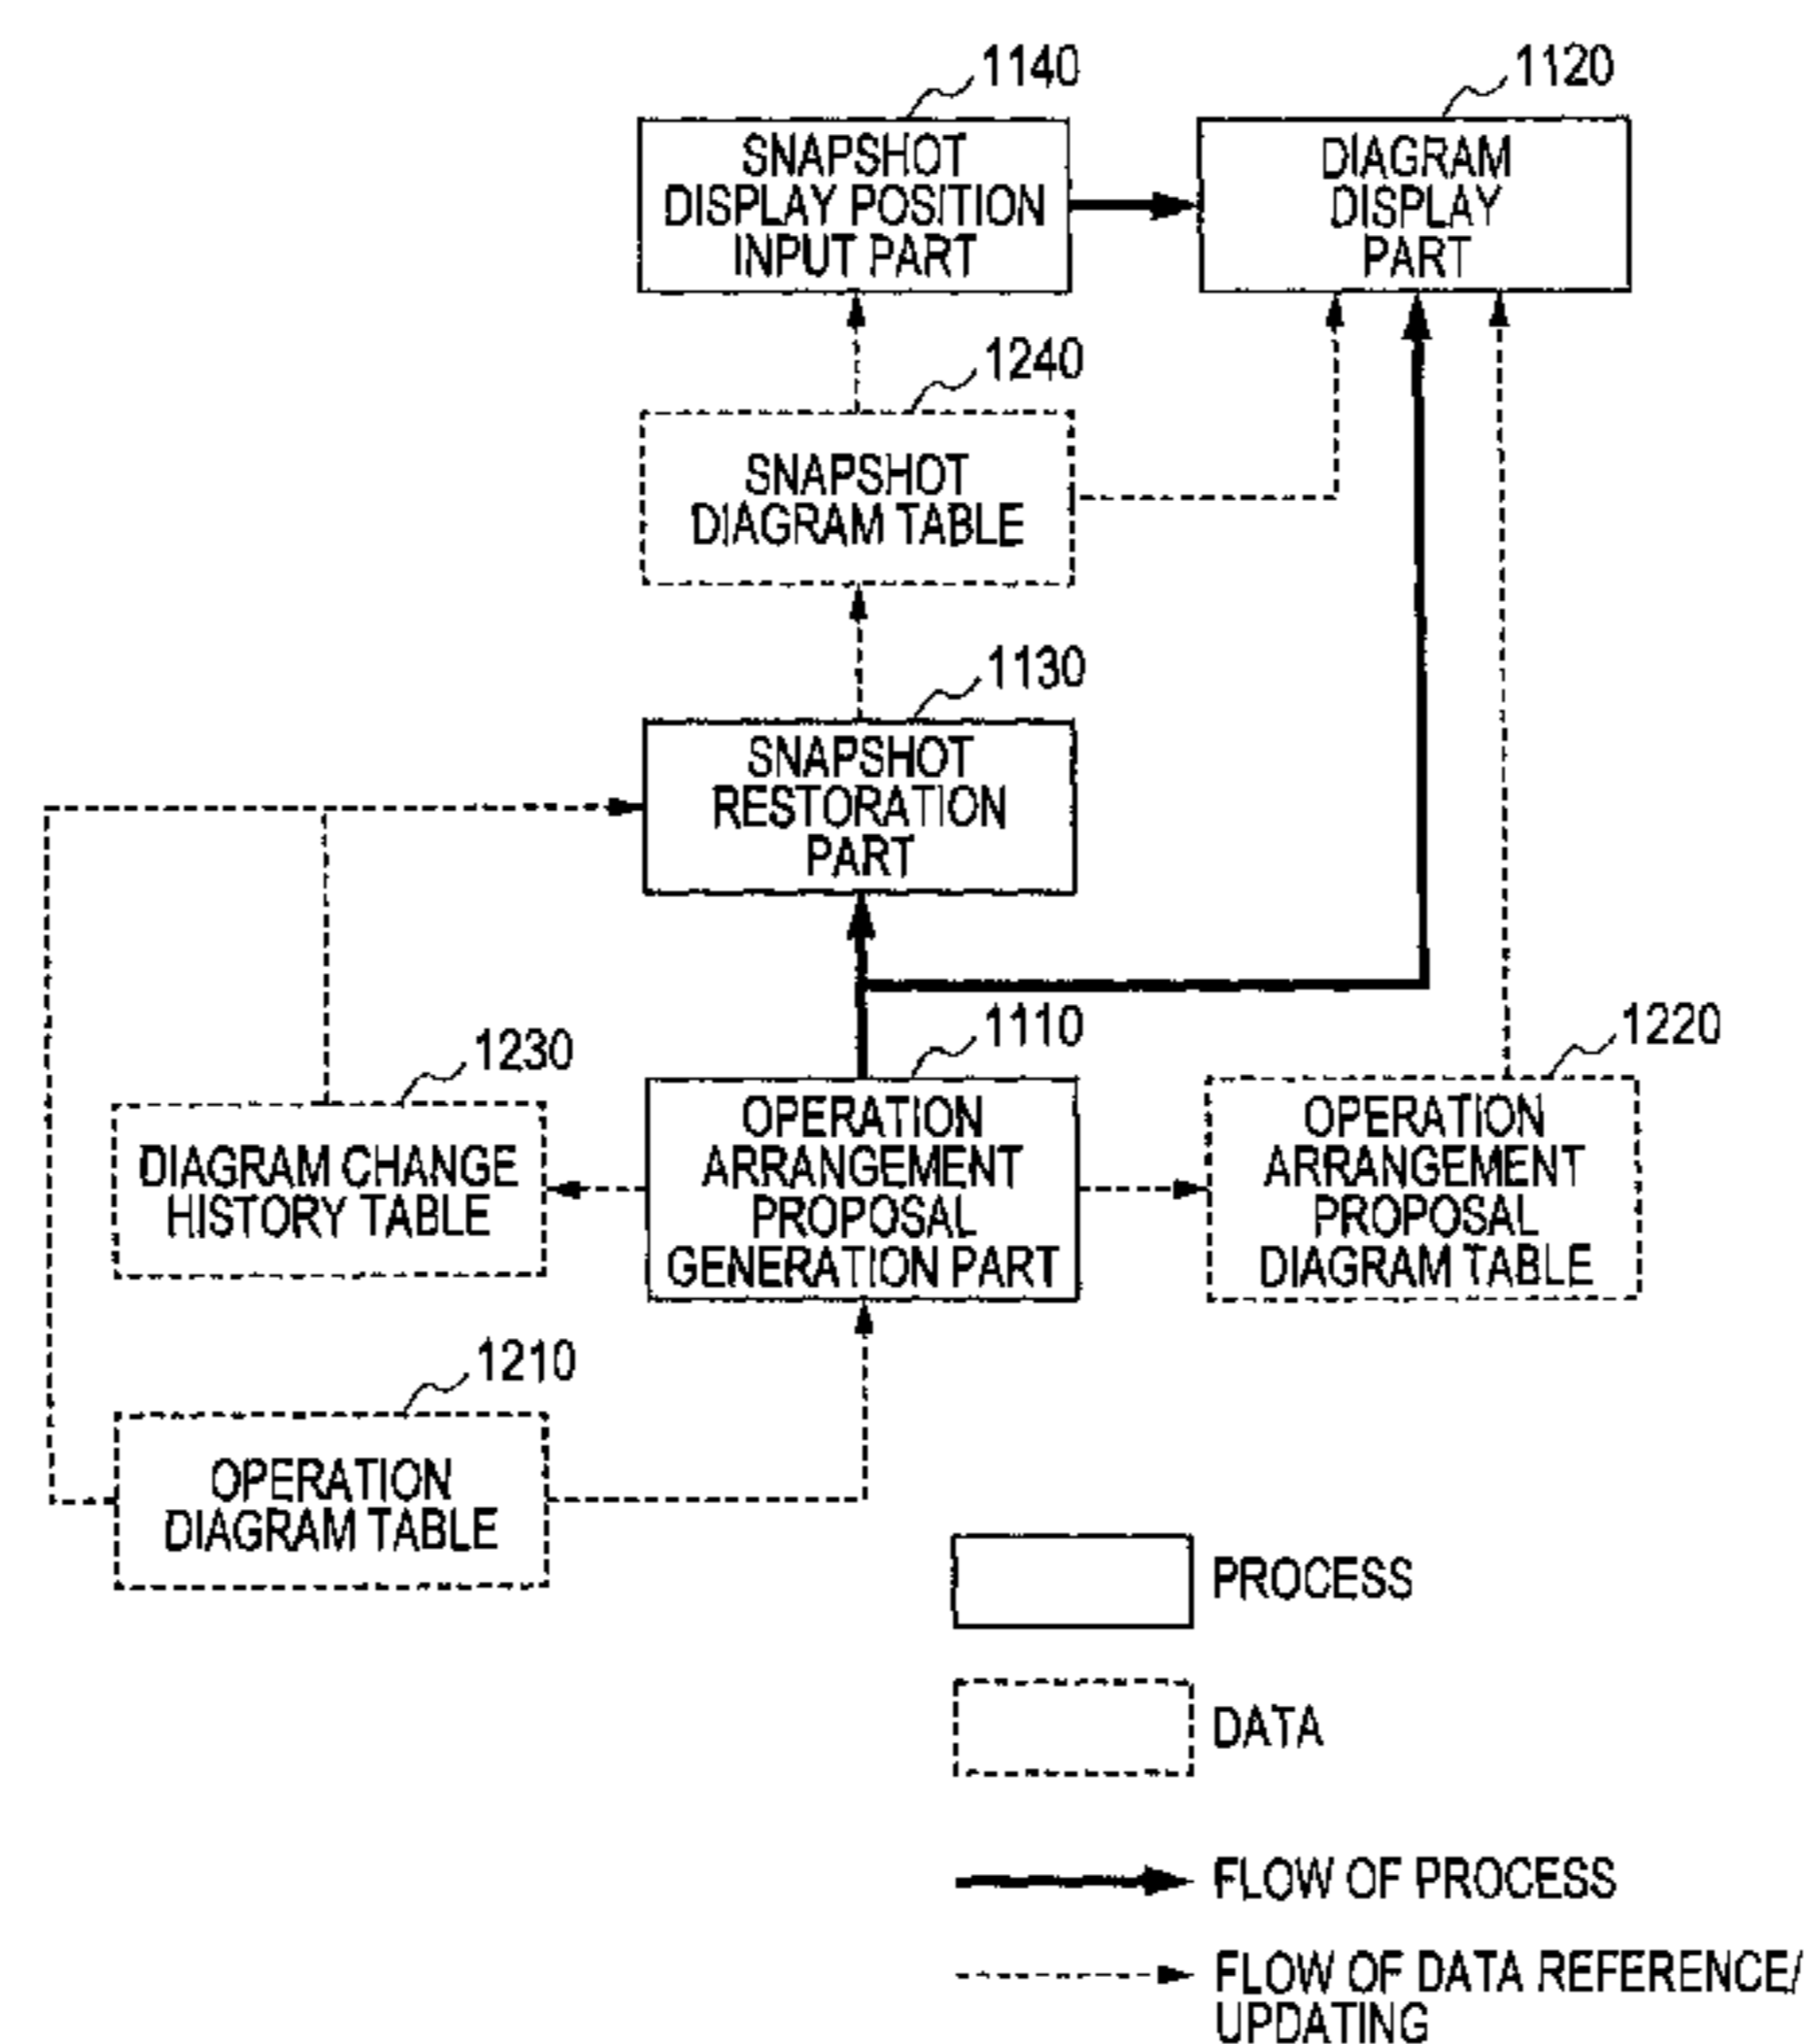 1140
1120
SNAPSHOT
DISPLAY POSITION
INPUT PART
DIAGRAM
DISPLAY
PART
1240
SNAPSHOT
DIAGRAM TABLE
1130
SNAPSHOT
RESTORATION
PART
1230
1110
1220
DIAGRAM CHANGE
HISTORY TABLE
OPERATION
ARRANGEMENT
PROPOSAL
GENERATION PART
OPERATION
ARRANGEMENT
PROPOSAL
DIAGRAM TABLE
1210
OPERATION
DIAGRAM TABLE
PROCESS
DATA
FLOW OF PROCESS
FLOW OF DATA REFERENCE/
UPDATING